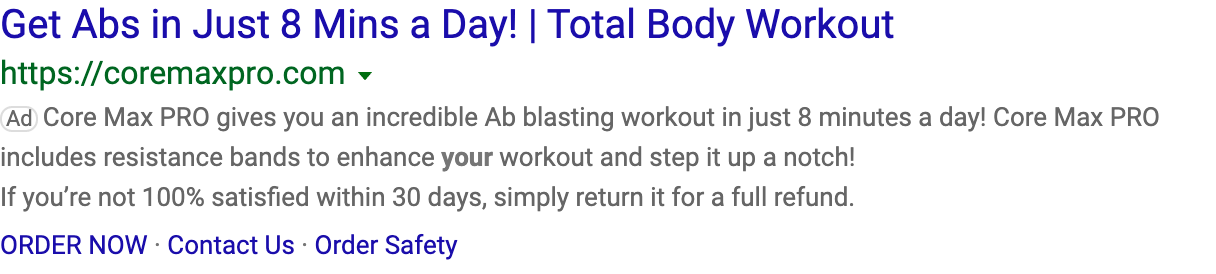 Get Abs in Just 8 Mins a Day! | Total Body Workout
https://coremaxpro.com
Ad Core Max PRO gives you an incredible Ab blasting workout in just 8 minutes a day! Core Max PRO
includes resistance bands to enhance your workout and step it up a notch!
If you’re not 100% satisfied within 30 days, simply return it for a full refund.
ORDER NOW · Contact Us · Order Safety